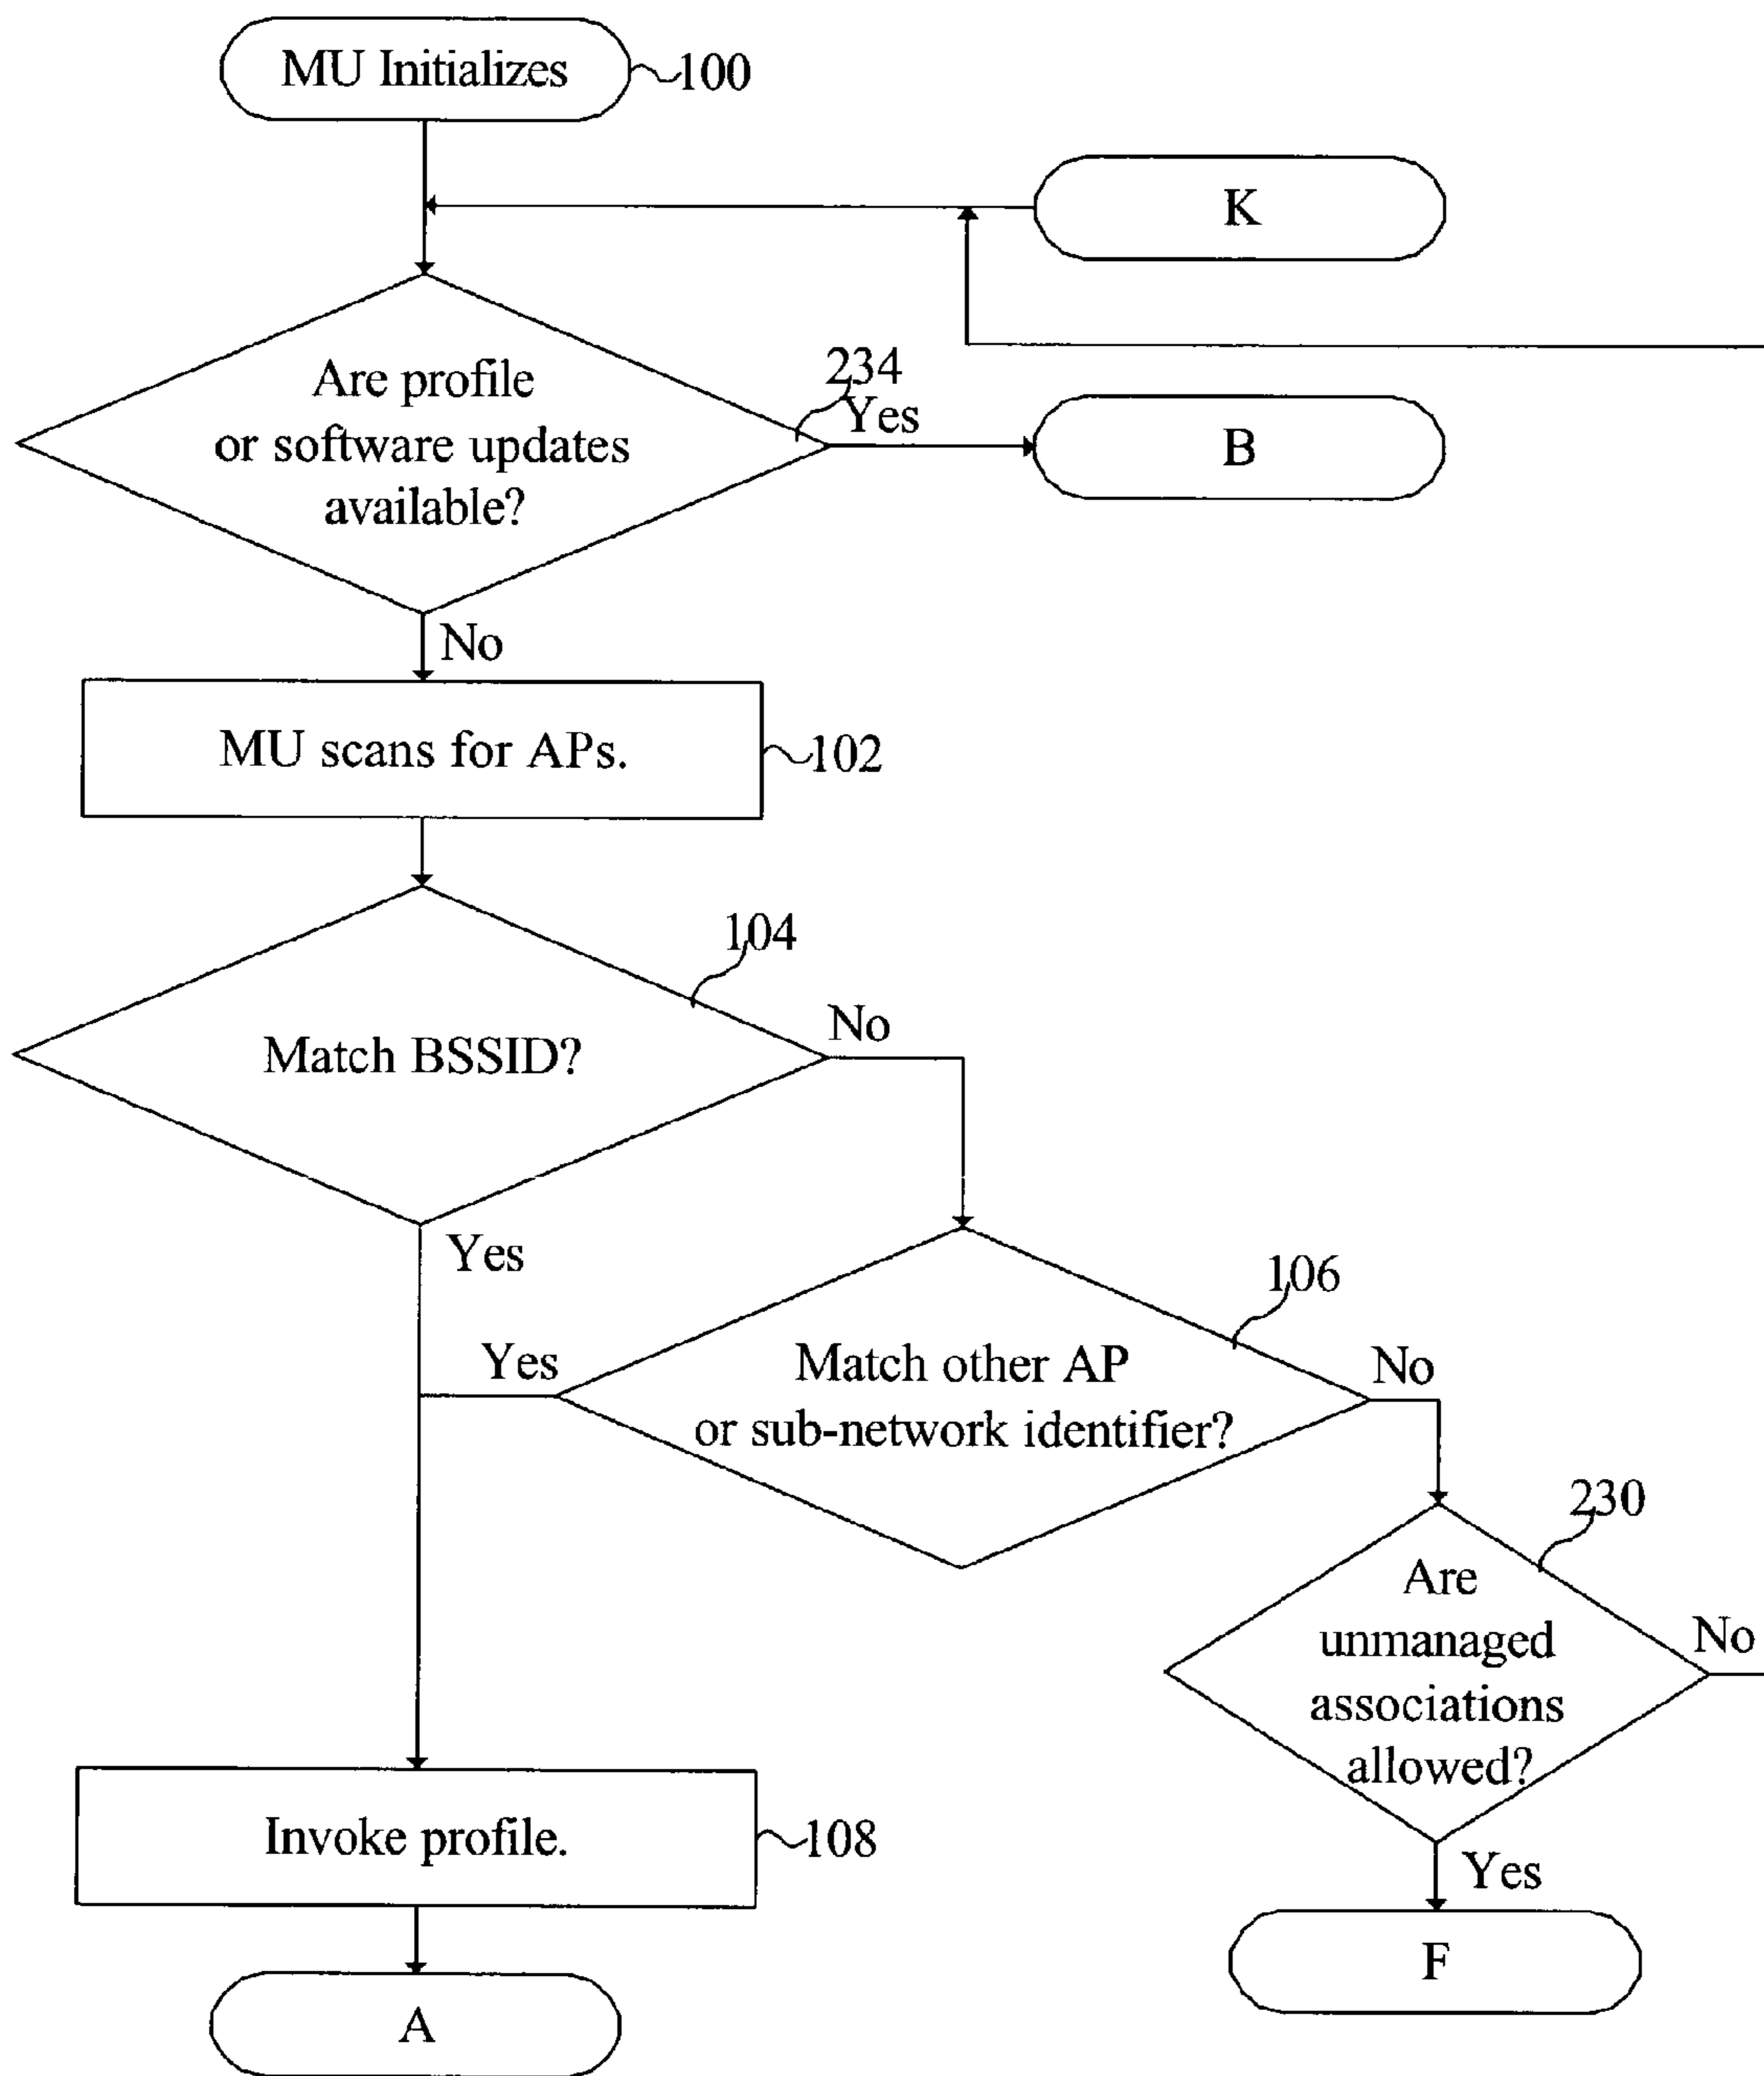 MU Initializes
100
K
Are profile
or software updates
available?
234
Yes
B
No
MU scans for APs.
102
104
Match BSSID?
No
Yes
106
Match other AP
or sub-network identifier?
Yes
No
230
Are
unmanaged
associations
allowed?
No
Yes
Invoke profile.
108
F
A